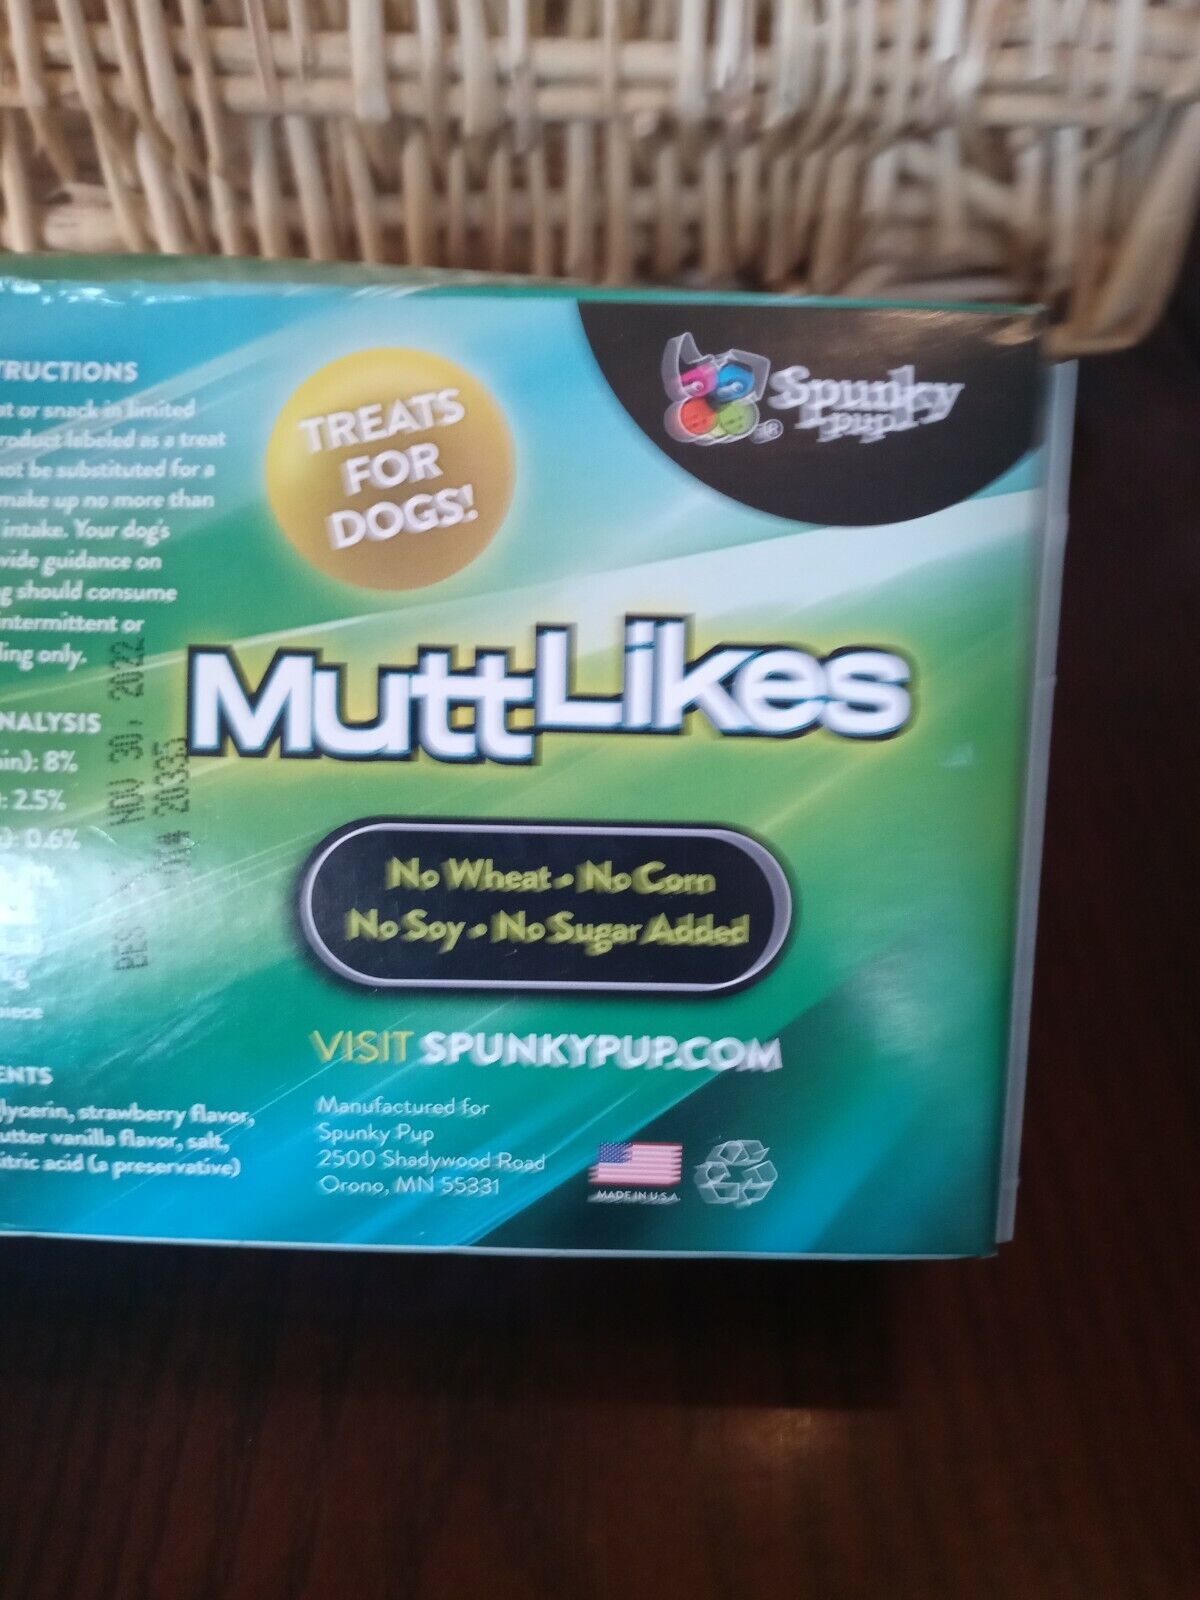 TREATS
FOR
DOGS!
Spunky
pup
®
MuttLikes
No Wheat • No Corn
No Soy • No Sugar Added
VISIT SPUNKYPUP.COM
Manufactured for
Spunky Pup
2500 Shadywood Road
Orono, MN 55331
MADE IN U.S.A.
TRUCTIONS
at or snack in limited
roduct labeled as a treat
not be substituted for a
make up no more than
intake. Your dog's
vide guidance on
g should consume
intermittent or
ling only.
NALYSIS
in): 8%
): 2.5%
): 0.6%
kg
piece
ENTS
lycerin, strawberry flavor,
utter vanilla flavor, salt,
itric acid (a preservative)
NOV 30, 2022
20335